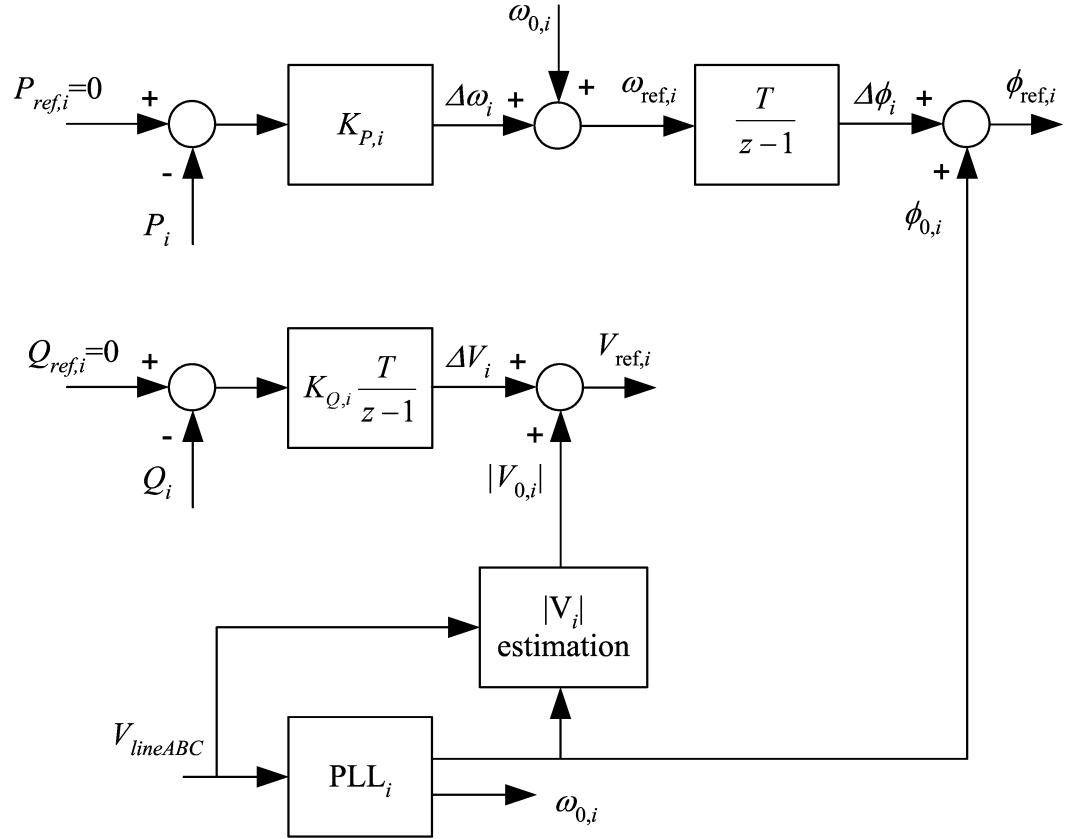 ω0,i
Pref,i=0
+
-
Pi
KP,i
Δωi
+
+
ωref,i
T
z − 1
Δϕi
+
+
ϕref,i
ϕ0,i
Qref,i=0
+
-
Qi
KQ,i T
z − 1
ΔVi
+
+
Vref,i
|V0,i|
|Vi|
estimation
VlineABC
PLLi
ω0,i